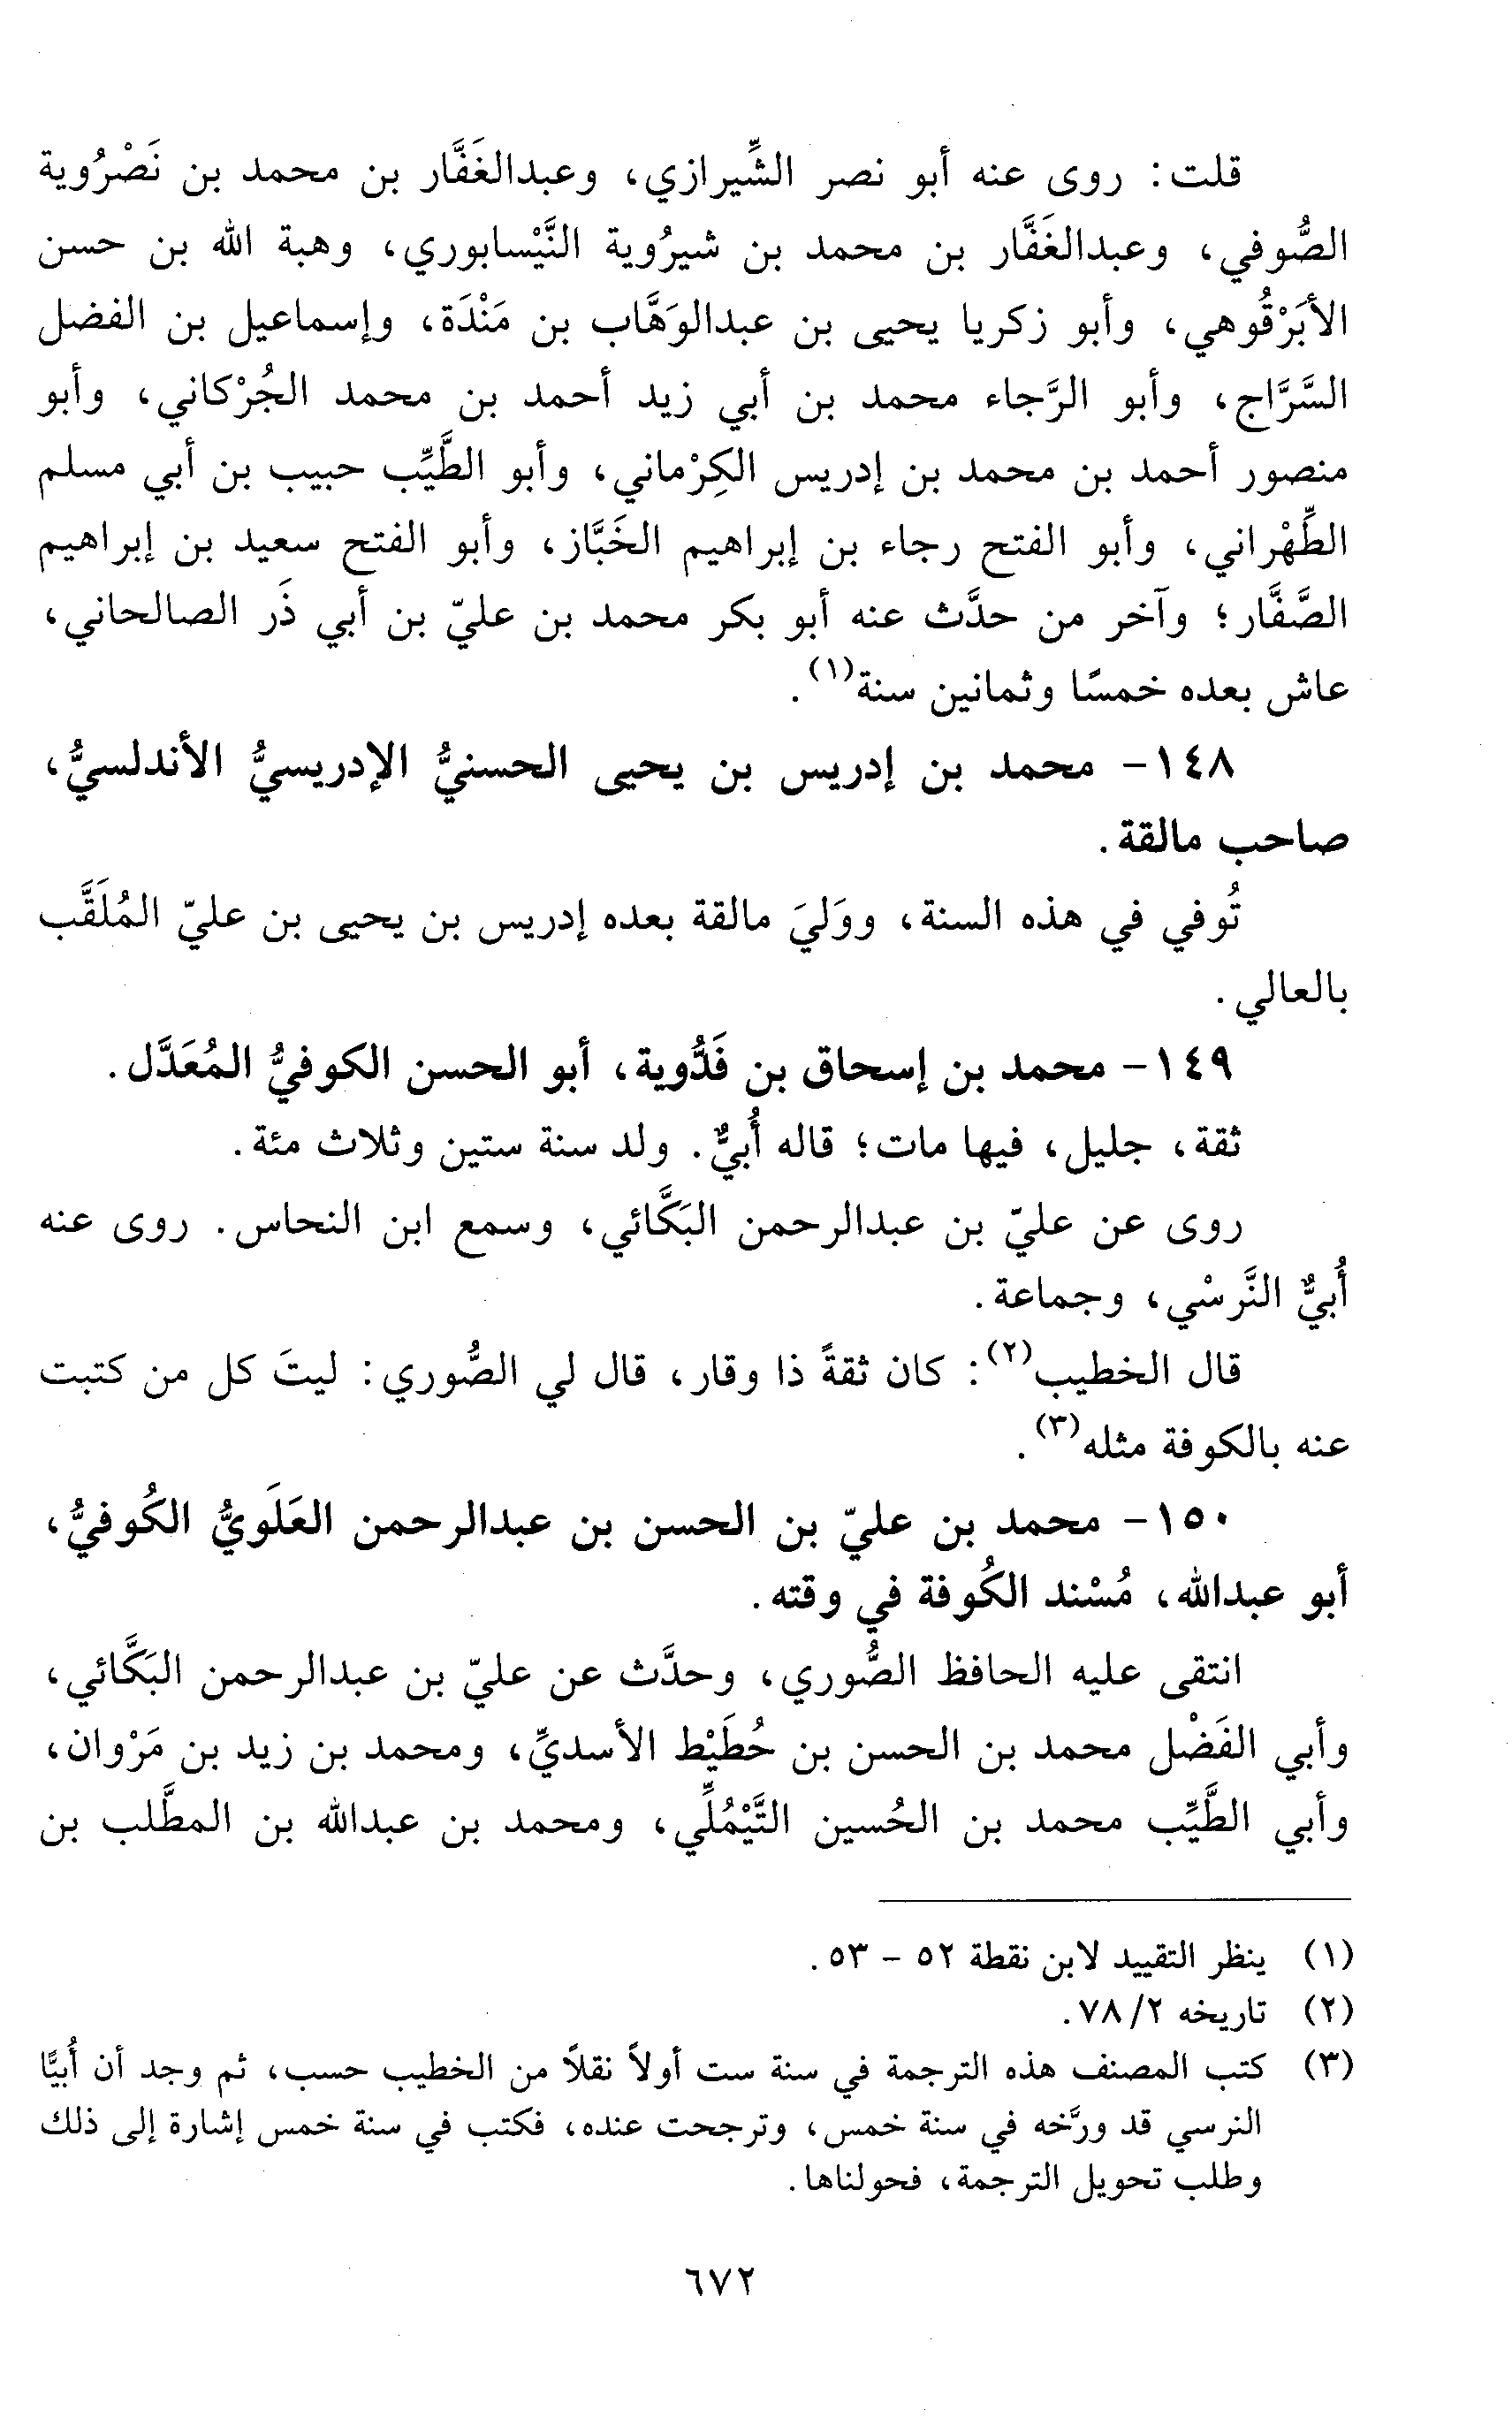 قلت: روى عنه أبو نصر الشِّيرازي، وعبدالغَفَّار بن محمد بن نَصْرُوية
الصُّوفي، وعبدالغَفَّار بن محمد بن شيرُوية النَّيْسابوري، وهبة الله بن حسن
الأبَرْقُوهي، وأبو زكريا يحيى بن عبدالوَهَّاب بن مَنْدَة، وإسماعيل بن الفضل
السَّرَّاج، وأبو الرَّجاء محمد بن أبي زيد أحمد بن محمد الجُرْكاني، وأبو
منصور أحمد بن محمد بن إدريس الكِرْماني، وأبو الطَّيِّب حبيب بن أبي مسلم
الطِّهْراني، وأبو الفتح رجاء بن إبراهيم الخَبَّاز، وأبو الفتح سعيد بن إبراهيم
الصَّفَّار؛ وآخر من حدَّث عنه أبو بكر محمد بن عليّ بن أبي ذَر الصالحاني،
عاش بعده خمسًا وثمانين سنة(١).
١٤٨- محمد بن إدريس بن يحيى الحسنيُّ الإدريسيُّ الأندلسيُّ،
صاحب مالقة.
تُوفي في هذه السنة، ووَليَ مالقة بعده إدريس بن يحيى بن عليّ المُلَقَّب
بالعالي.
١٤٩- محمد بن إسحاق بن فَدُّوية، أبو الحسن الكوفيُّ المُعَدَّل.
ثقة، جليل، فيها مات؛ قاله أُبيٌّ. ولد سنة ستين وثلاث مئة.
روى عن عليّ بن عبدالرحمن البَكَّائي، وسمع ابن النحاس. روى عنه
أُبيٌّ النَّرسْي، وجماعة.
قال الخطيب(٢): كان ثقةً ذا وقار، قال لي الصُّوري: ليتَ كل من كتبت
عنه بالكوفة مثله(٣).
١٥٠- محمد بن عليّ بن الحسن بن عبدالرحمن العَلَويُّ الكُوفيُّ،
أبو عبدالله، مُسْند الكُوفة في وقته.
انتقى عليه الحافظ الصُّوري، وحدَّث عن عليّ بن عبدالرحمن البَكَّائي،
وأبي الفَضْل محمد بن الحسن بن حُطَيْط الأسديِّ، ومحمد بن زيد بن مَرْوان،
وأبي الطَّيِّب محمد بن الحُسين التَّيْمُلِّي، ومحمد بن عبدالله بن المطَّلب بن
(١) ينظر التقييد لابن نقطة ٥٢ - ٥٣.
(٢) تاريخه ٢/ ٧٨.
(٣) كتب المصنف هذه الترجمة في سنة ست أولاً نقلاً من الخطيب حسب، ثم وجد أن أُبيًّا
النرسي قد ورَّخه في سنة خمس، وترجحت عنده، فكتب في سنة خمس إشارة إلى ذلك
وطلب تحويل الترجمة، فحولناها.
٦٧٢